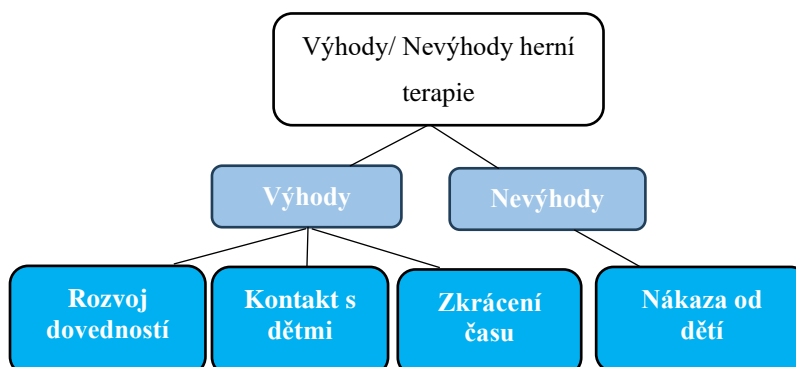 Výhody/ Nevýhody herní
terapie
Výhody
Nevýhody
Rozvoj
dovedností
Kontakt s
dětmi
Zkrácení
času
Nákaza od
dětí